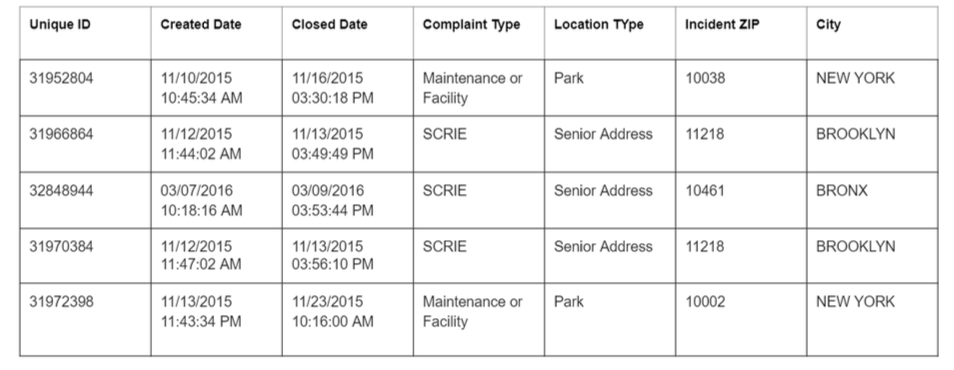 Unique ID Created Date Closed Date Complaint Type Location TYpe Incident ZIP City
31952804 11/10/2015 11/16/2015 Maintenance or Park 10038 NEW YORK
10:45:34 AM 03:30:18 PM Facility
31966864 11/12/2015 11/13/2015 SCRIE Senior Address 11218 BROOKLYN
11:44:02 AM 03:49:49 PM
32848944 03/07/2016 03/09/2016 SCRIE Senior Address 10461 BRONX
10:18:16 AM 03:53:44 PM
31970384 11/12/2015 11/13/2015 SCRIE Senior Address 11218 BROOKLYN
11:47:02 AM 03:56:10 PM
31972398 11/13/2015 11/23/2015 Maintenance or Park 10002 NEW YORK
11:43:34 PM 10:16:00 AM Facility